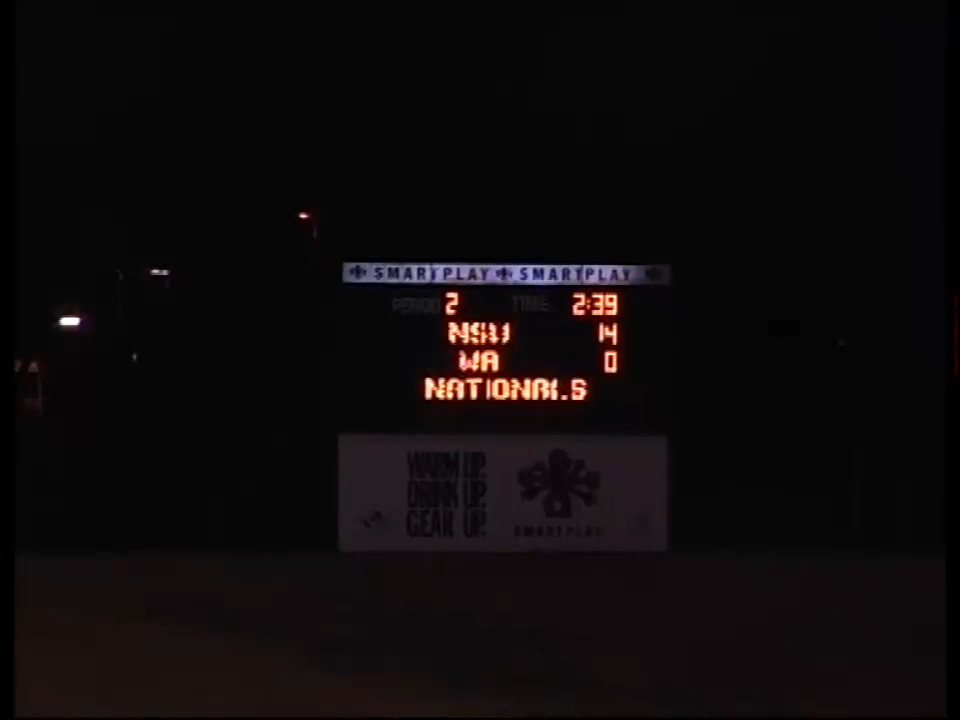 SMARTPLAY SMARTPLAY
PERIOD 2 TIME 2:39
NSW 14
WA 0
NATIONALS
WARM UP.
DRINK UP.
GEAR UP!
SMARTPLAY